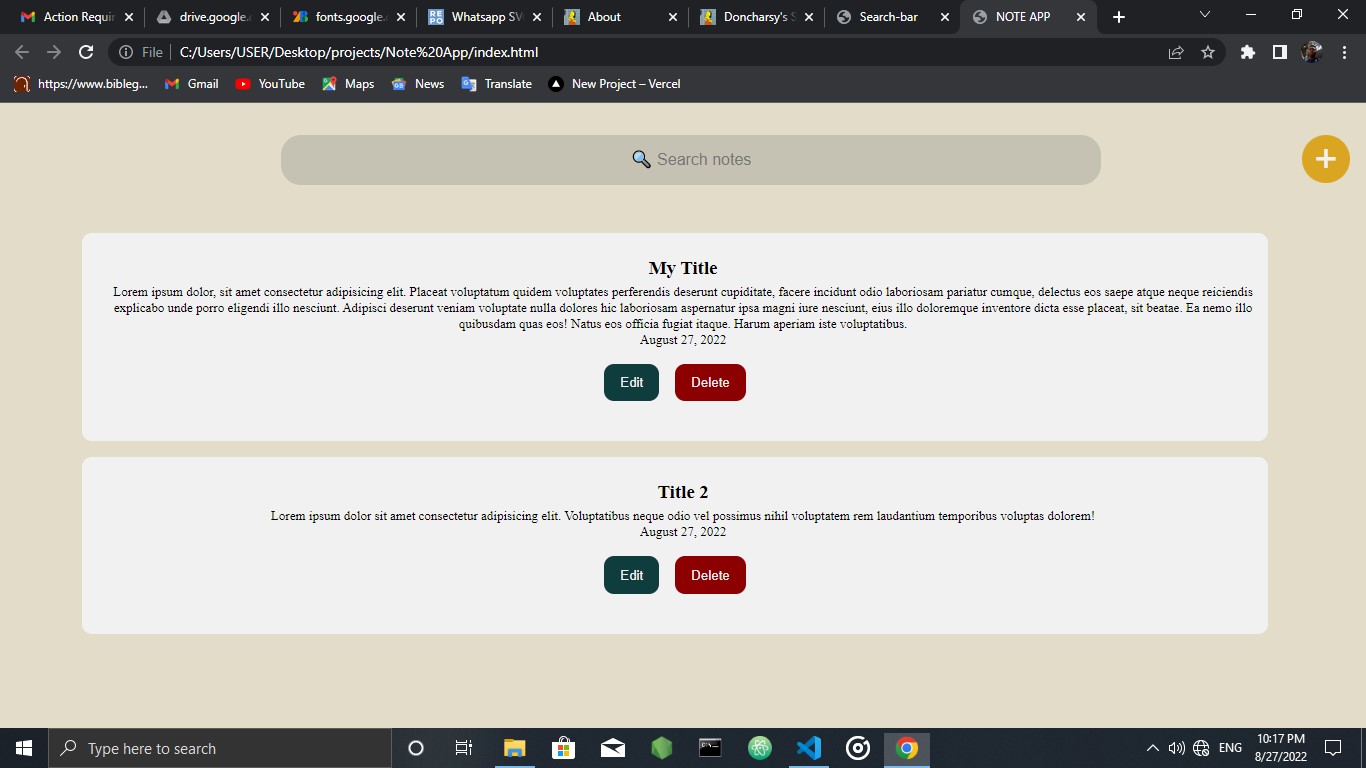 Action Requir
drive.google.
fonts.google.
REPO Whatsapp SV
About
Doncharsy's S
Search-bar
NOTE APP
File C:/Users/USER/Desktop/projects/Note%20App/index.html
https://www.bibleg...
Gmail
YouTube
Maps
News
Translate
New Project – Vercel
Search notes
My Title
Lorem ipsum dolor, sit amet consectetur adipisicing elit. Placeat voluptatum quidem voluptates perferendis deserunt cupiditate, facere incidunt odio laboriosam pariatur cumque, delectus eos saepe atque neque reiciendis
explicabo unde porro eligendi illo nesciunt. Adipisci deserunt veniam voluptate nulla dolores hic laboriosam aspernatur ipsa magni iure nesciunt, eius illo doloremque inventore dicta esse placeat, sit beatae. Ea nemo illo
quibusdam quas eos! Natus eos officia fugiat itaque. Harum aperiam iste voluptatibus.
August 27, 2022
Edit Delete
Title 2
Lorem ipsum dolor sit amet consectetur adipisicing elit. Voluptatibus neque odio vel possimus nihil voluptatem rem laudantium temporibus voluptas dolorem!
August 27, 2022
Edit Delete
Type here to search
ENG
10:17 PM
8/27/2022